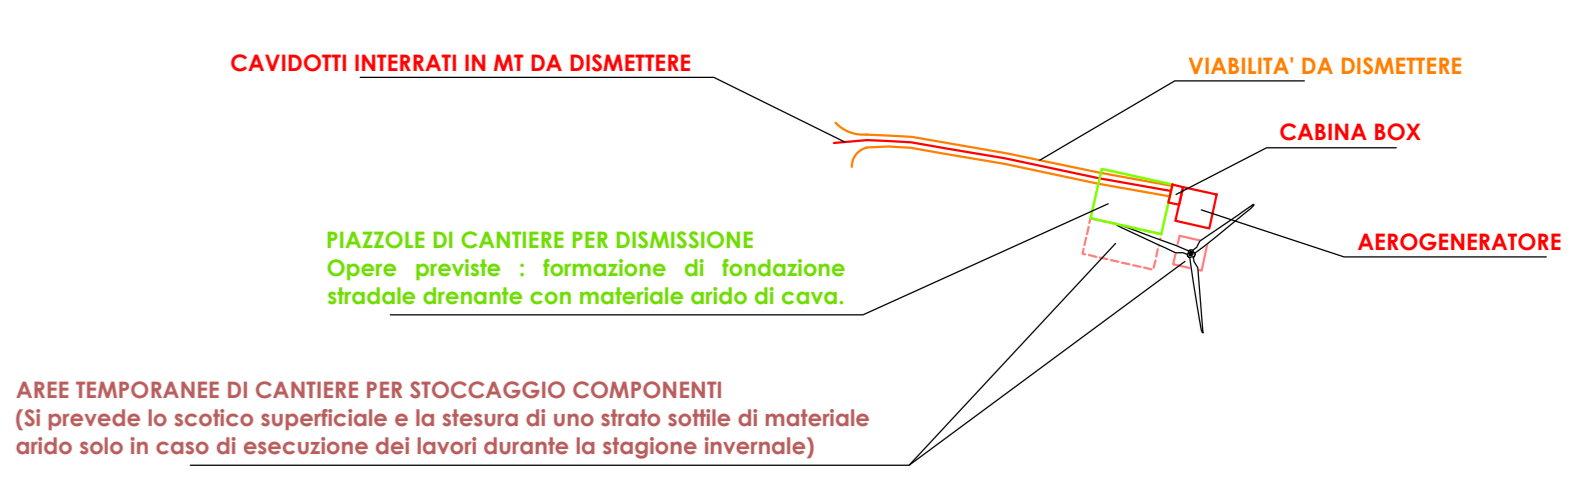 CAVIDOTTI INTERRATI IN MT DA DISMETTERE
VIABILITA' DA DISMETTERE
CABINA BOX
PIAZZOLE DI CANTIERE PER DISMISSIONE
Opere previste : formazione di fondazione
stradale drenante con materiale arido di cava.
AEROGENERATORE
AREE TEMPORANEE DI CANTIERE PER STOCCAGGIO COMPONENTI
(Si prevede lo scotico superficiale e la stesura di uno strato sottile di materiale
arido solo in caso di esecuzione dei lavori durante la stagione invernale)